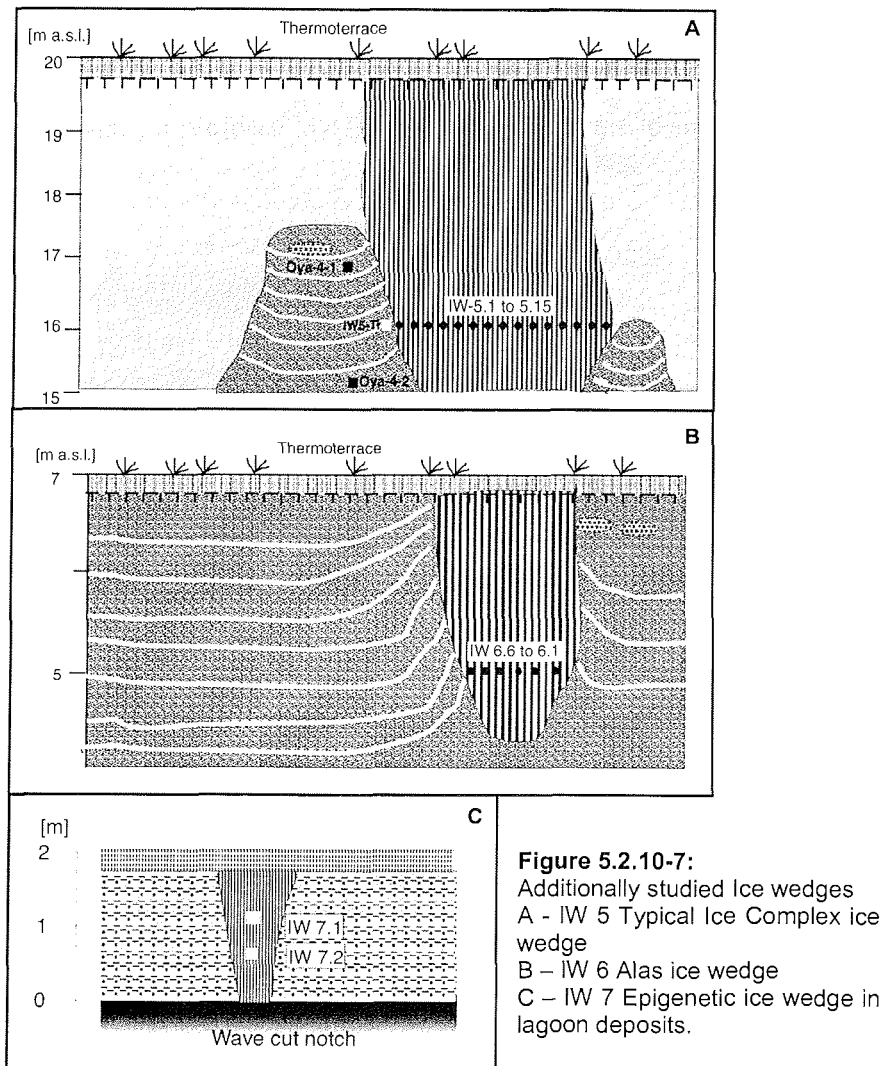 A
[m a.s.l.]
Thermoterrace
20
19
18
17
Oya-4-1
IW-5.1 to 5.15
16
IW5-TI
Oya-4-2
15
B
[m a.s.l.]
Thermoterrace
7
IW 6.6 to 6.1
5
C
[m]
2
1
IW 7.1
IW 7.2
0
Wave cut notch
Figure 5.2.10-7:
Additionally studied Ice wedges
A - IW 5 Typical Ice Complex ice
wedge
B – IW 6 Alas ice wedge
C – IW 7 Epigenetic ice wedge in
lagoon deposits.